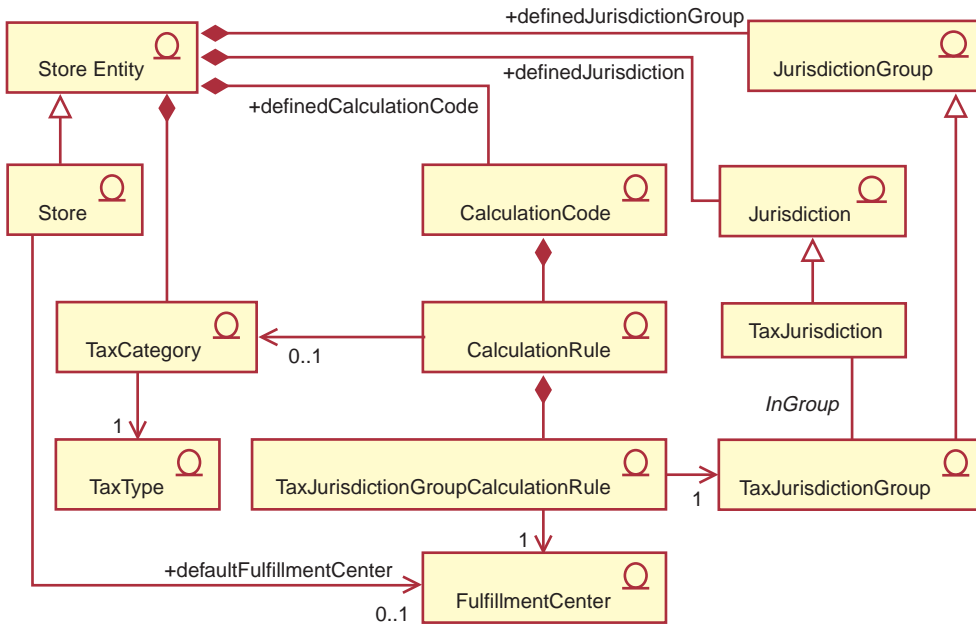 +definedJurisdictionGroup
Store Entity
JurisdictionGroup
+definedJurisdiction
+definedCalculationCode
Store
CalculationCode
Jurisdiction
TaxCategory
0..1
CalculationRule
TaxJurisdiction
InGroup
1
TaxType
TaxJurisdictionGroupCalculationRule
1
TaxJurisdictionGroup
1
+defaultFulfillmentCenter
0..1
FulfillmentCenter